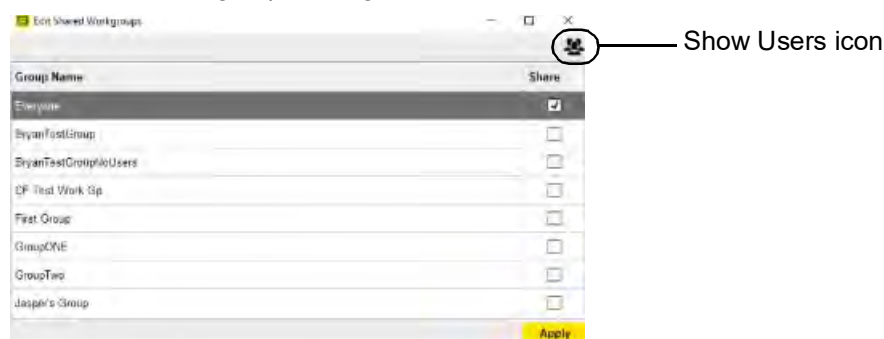 Edit Shared Workgroups
Show Users icon
Group Name Share
Everyone
BryanTestGroup
BryanTestGroupNoUsers
CF Test Work Gp
First Group
GroupONE
GroupTwo
Jasper's Group
Apply